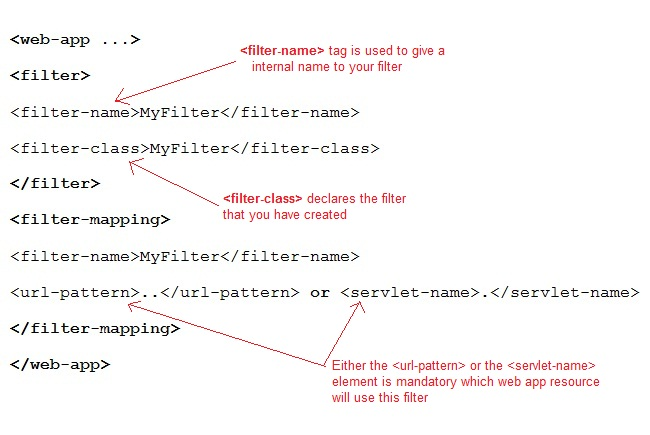 <web-app ...>
<filter-name> tag is used to give a
internal name to your filter
<filter>
<filter-name>MyFilter</filter-name>
<filter-class>MyFilter</filter-class>
</filter>
<filter-class> declares the filter
that you have created
<filter-mapping>
<filter-name>MyFilter</filter-name>
<url-pattern>..</url-pattern> or <servlet-name>.</servlet-name>
</filter-mapping>
</web-app>
Either the <url-pattern> or the <servlet-name>
element is mandatory which web app resource
will use this filter